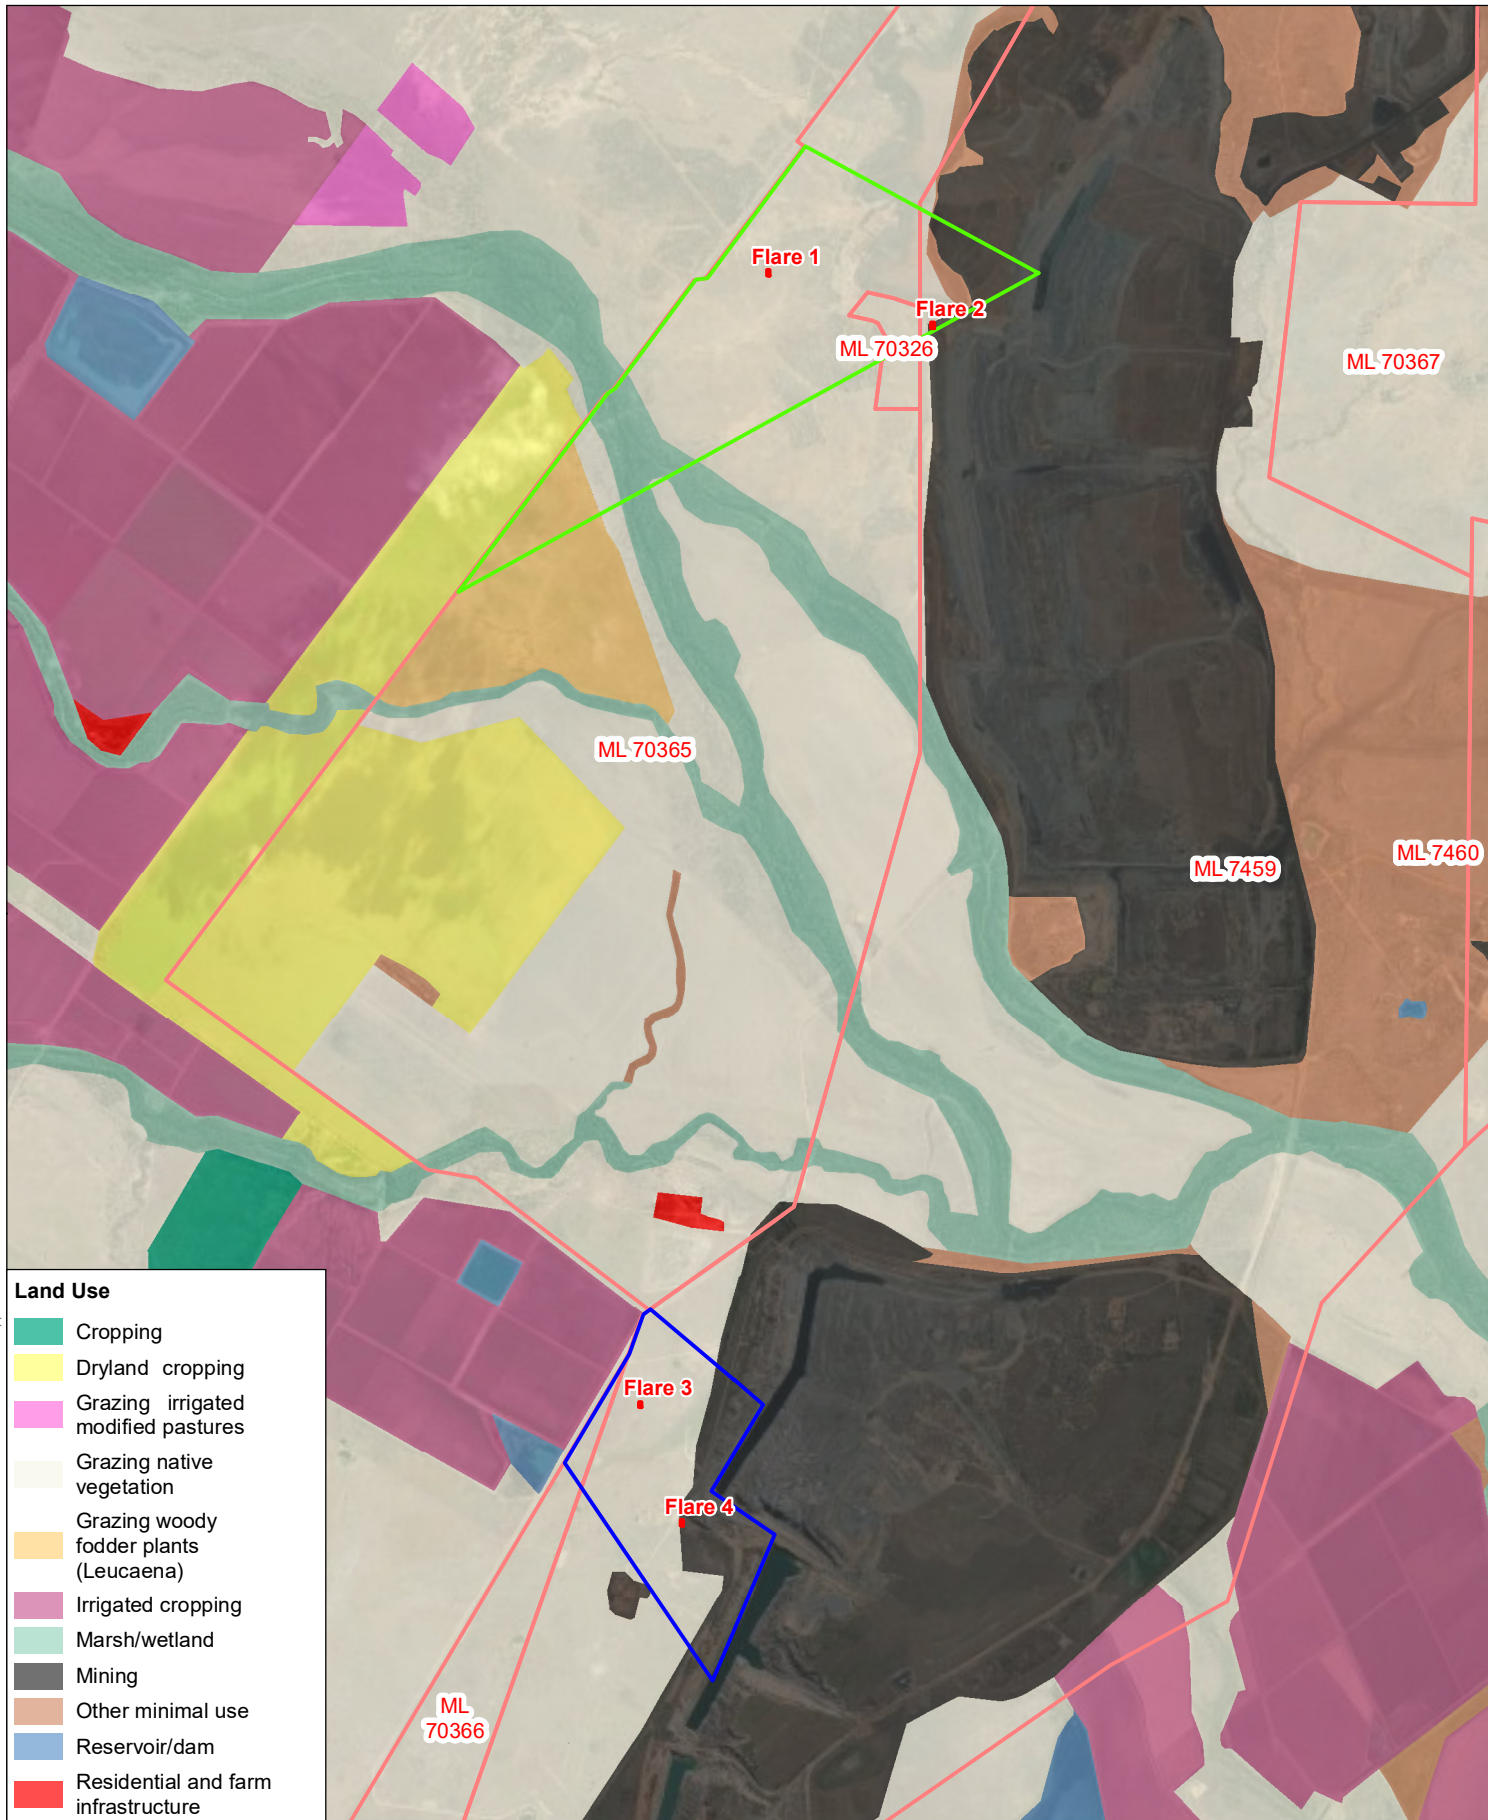 Flare 1
Flare 2
ML 70326
ML 70367
ML 70365
ML 7460
ML 7459
Flare 3
Flare 4
ML
70366
Land Use
Cropping
Dryland cropping
Grazing irrigated
modified pastures
Grazing native
vegetation
Grazing woody
fodder plants
(Leucaena)
Irrigated cropping
Marsh/wetland
Mining
Other minimal use
Reservoir/dam
Residential and farm
infrastructure